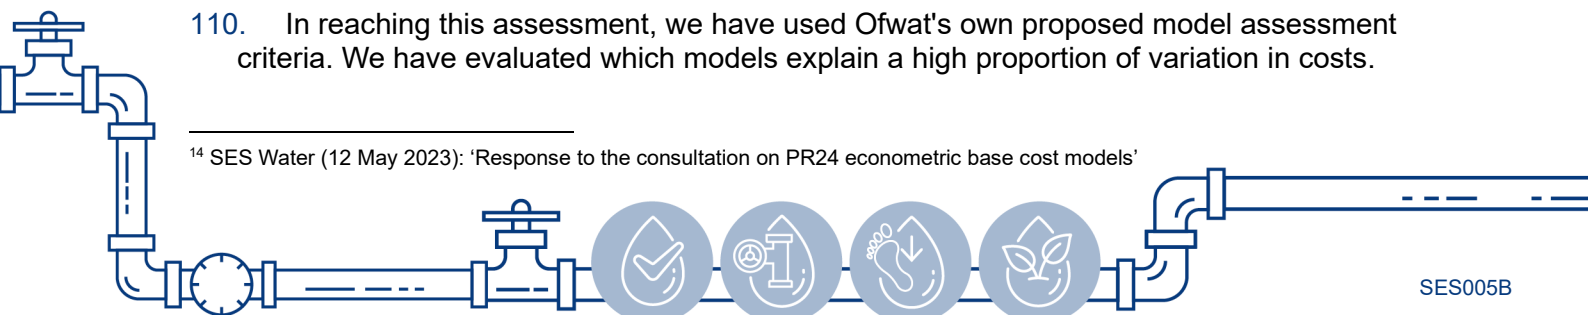 110. In reaching this assessment, we have used Ofwat's own proposed model assessment
criteria. We have evaluated which models explain a high proportion of variation in costs.
14 SES Water (12 May 2023): ‘Response to the consultation on PR24 econometric base cost models’
SES005B